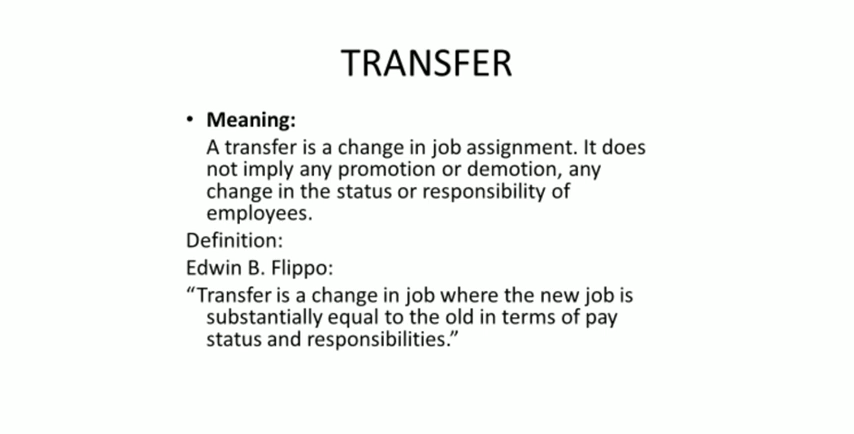 TRANSFER
• Meaning:
A transfer is a change in job assignment. It does
not imply any promotion or demotion, any
change in the status or responsibility of
employees.
Definition:
Edwin B. Flippo:
“Transfer is a change in job where the new job is
substantially equal to the old in terms of pay
status and responsibilities.”